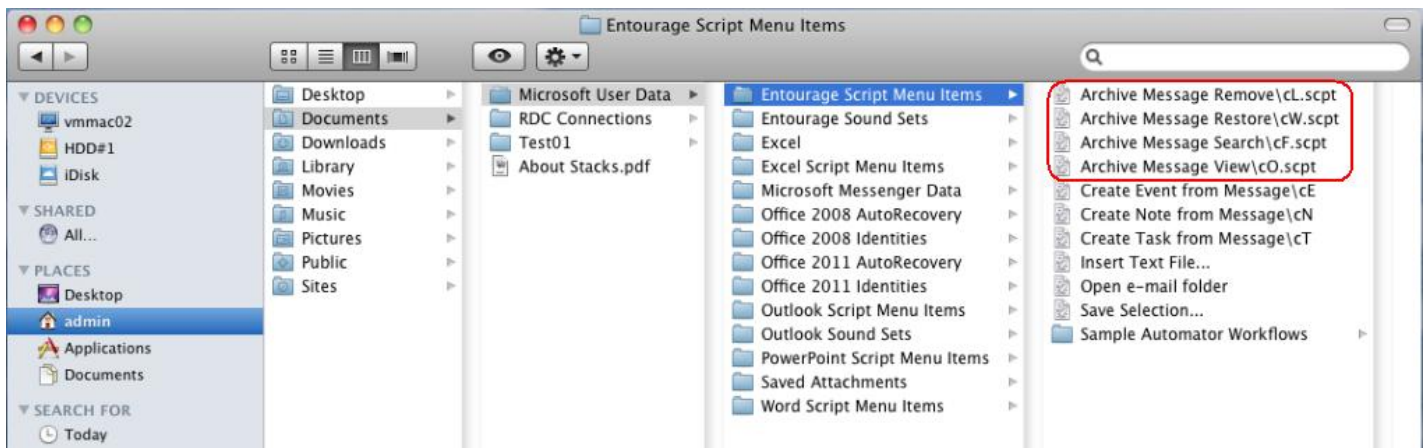 Entourage Script Menu Items
DEVICES
vmmac02
HDD#1
iDisk
SHARED
All...
PLACES
Desktop
admin
Applications
Documents
SEARCH FOR
Today
Desktop
Documents
Downloads
Library
Movies
Music
Pictures
Public
Sites
Microsoft User Data
RDC Connections
Test01
About Stacks.pdf
Entourage Script Menu Items
Entourage Sound Sets
Excel
Excel Script Menu Items
Microsoft Messenger Data
Office 2008 AutoRecovery
Office 2008 Identities
Office 2011 AutoRecovery
Office 2011 Identities
Outlook Script Menu Items
Outlook Sound Sets
PowerPoint Script Menu Items
Saved Attachments
Word Script Menu Items
Archive Message Remove\cL.scpt
Archive Message Restore\cW.scpt
Archive Message Search\cF.scpt
Archive Message View\cO.scpt
Create Event from Message\cE
Create Note from Message\cN
Create Task from Message\cT
Insert Text File...
Open e-mail folder
Save Selection...
Sample Automator Workflows